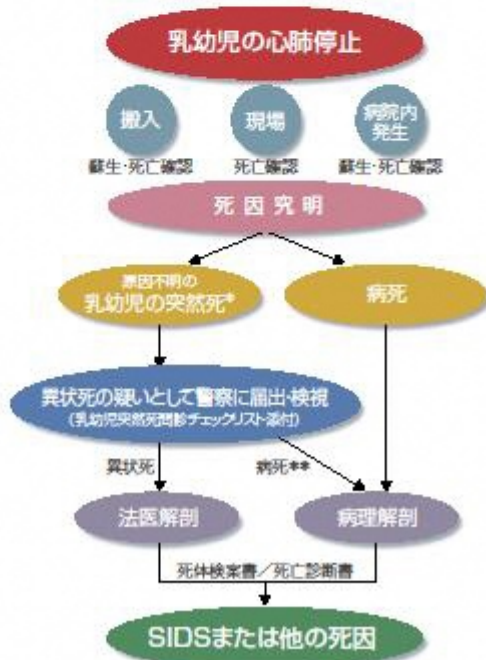 乳幼児の心肺停止
搬入
現場
病院内
発生
蘇生・死亡確認
死亡確認
蘇生・死亡確認
死因究明
原因不明の
乳幼児の突然死*
病死
異状死の疑いとして警察に届出・検視
(乳幼児突然死問診チェックリスト添付)
異状死
病死**
法医解剖
病理解剖
死体検案書/死亡診断書
SIDSまたは他の死因